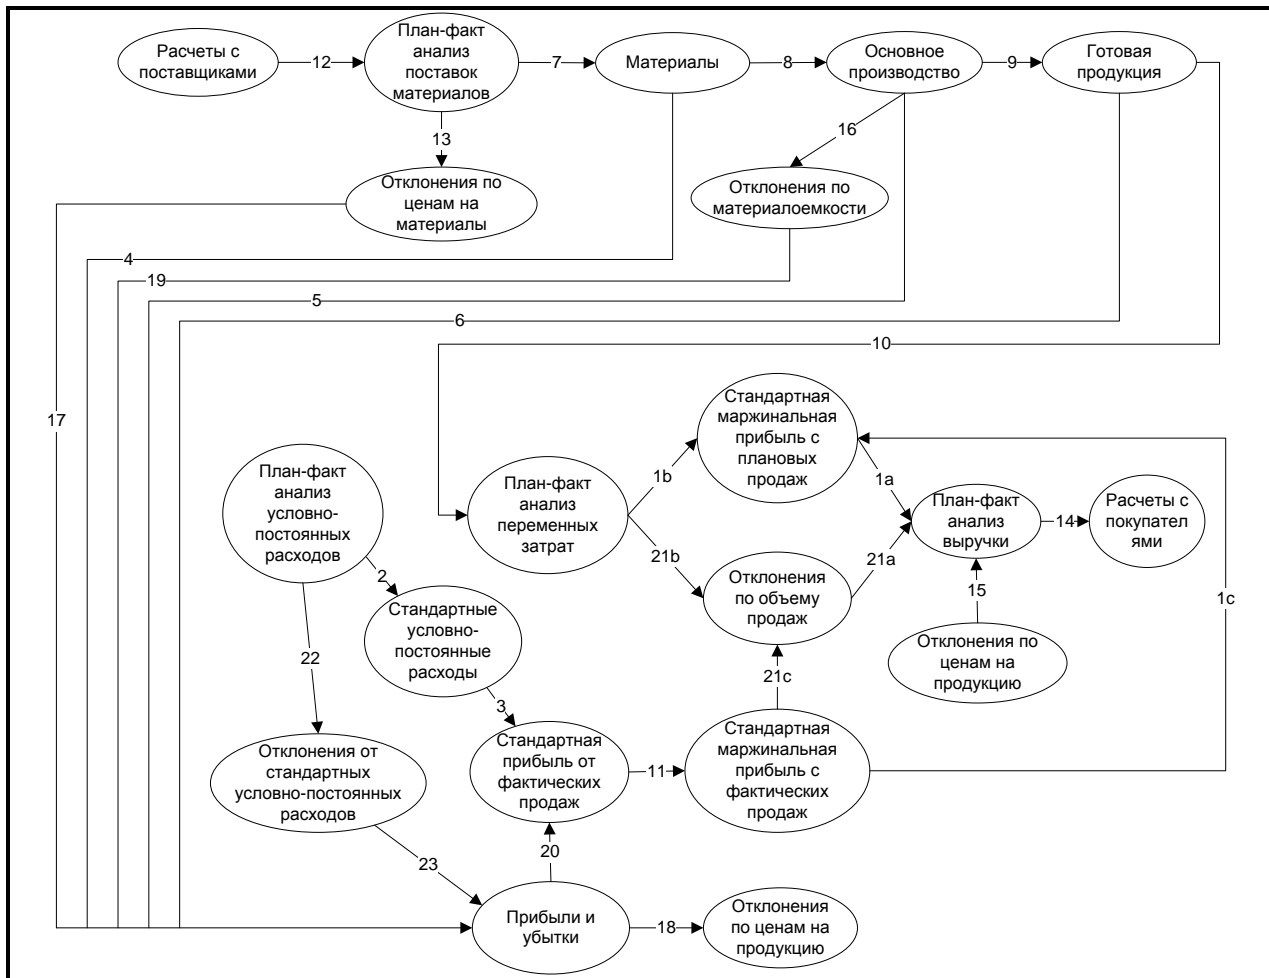 Расчеты с
поставщиками
12
План-факт
анализ
поставок
материалов
7
Материалы
8
Основное
производство
9
Готовая
продукция
13
16
Отклонения по
ценам на
материалы
Отклонения по
материалоемкости
4
19
5
6
10
17
Стандартная
маржинальная
прибыль с
плановых
продаж
План-факт
анализ
условно-
постоянных
расходов
План-факт
анализ
переменных
затрат
1b
1a
План-факт
анализ
выручки
14
Расчеты с
покупател
ями
21b
21a
2
Отклонения
по объему
продаж
15
1c
Стандартные
условно-
постоянные
расходы
22
Отклонения по
ценам на
продукцию
21c
3
Отклонения от
стандартных
условно-постоянных
расходов
Стандартная
прибыль от
фактических
продаж
11
Стандартная
маржинальная
прибыль с
фактических
продаж
23
20
Прибыли и
убытки
18
Отклонения
по ценам на
продукцию